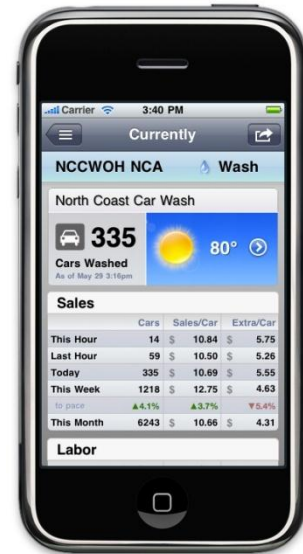 Carrier 3:40 PM
Currently
NCCWOH NCA Wash
North Coast Car Wash
335 80°
Cars Washed
As of May 29 3:16pm
Sales
Cars Sales/Car Extra/Car
This Hour 14 $ 10.84 $ 5.75
Last Hour 59 $ 10.50 $ 5.26
Today 335 $ 10.69 $ 5.55
This Week 1218 $ 12.75 $ 4.63
to pace ▲4.1% ▲3.7% ▼5.4%
This Month 6243 $ 10.66 $ 4.31
Labor